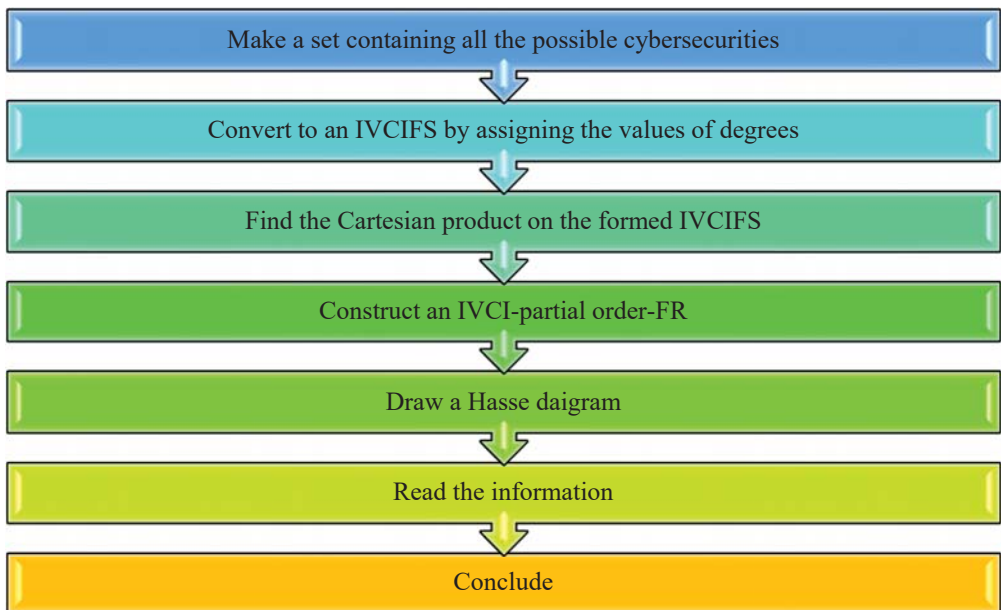 Make a set containing all the possible cybersecurities
Convert to an IVCIFS by assigning the values of degrees
Find the Cartesian product on the formed IVCIFS
Construct an IVCI-partial order-FR
Draw a Hasse daigram
Read the information
Conclude